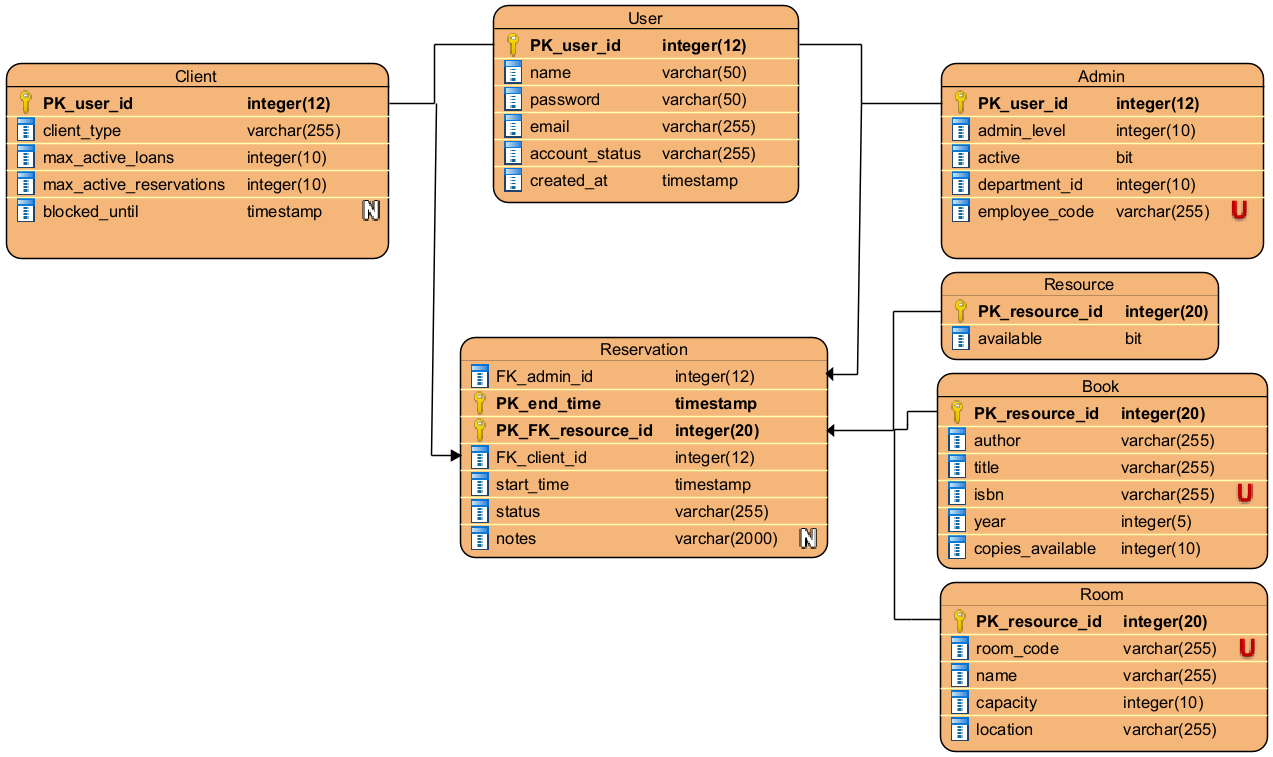 User
PK_user_id integer(12)
name varchar(50)
password varchar(50)
email varchar(255)
account_status varchar(255)
created_at timestamp
Client
PK_user_id integer(12)
client_type varchar(255)
max_active_loans integer(10)
max_active_reservations integer(10)
blocked_until timestamp N
Admin
PK_user_id integer(12)
admin_level integer(10)
active bit
department_id integer(10)
employee_code varchar(255) U
Resource
PK_resource_id integer(20)
available bit
Reservation
FK_admin_id integer(12)
PK_end_time timestamp
PK_FK_resource_id integer(20)
FK_client_id integer(12)
start_time timestamp
status varchar(255)
notes varchar(2000) N
Book
PK_resource_id integer(20)
author varchar(255)
title varchar(255)
isbn varchar(255) U
year integer(5)
copies_available integer(10)
Room
PK_resource_id integer(20)
room_code varchar(255) U
name varchar(255)
capacity integer(10)
location varchar(255)